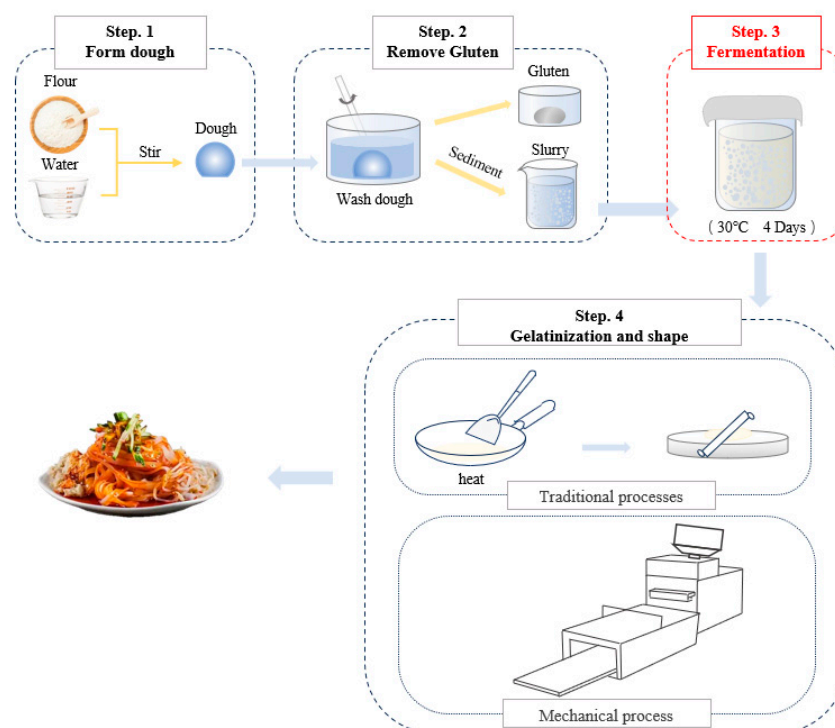 Step. 1
Form dough
Flour
Water
Stir
Dough
Step. 2
Remove Gluten
Wash dough
Gluten
Sediment
Slurry
Step. 3
Fermentation
( 30℃ 4 Days )
Step. 4
Gelatinization and shape
heat
Traditional processes
Mechanical process